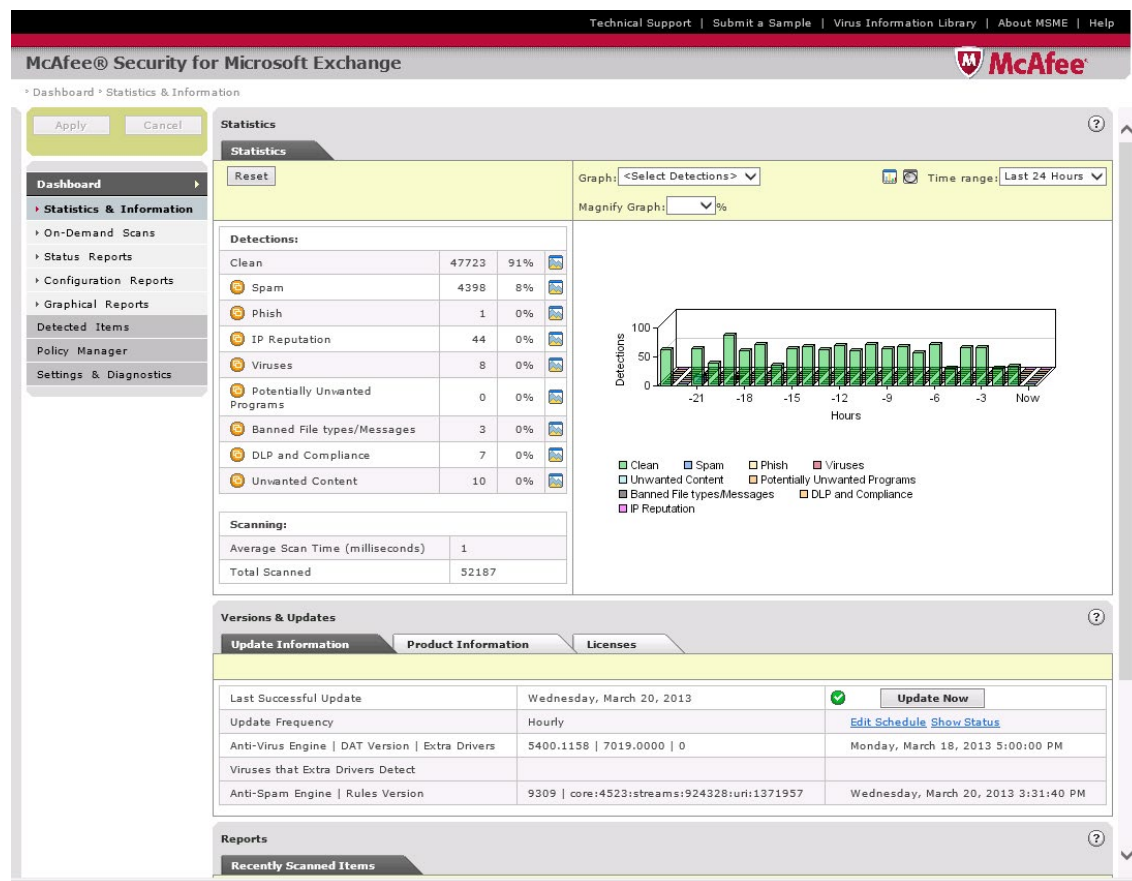 Technical Support | Submit a Sample | Virus Information Library | About MSME | Help
McAfee® Security for Microsoft Exchange
McAfee
Dashboard Statistics & Information
Apply Cancel
Dashboard
Statistics & Information
On-Demand Scans
Status Reports
Configuration Reports
Graphical Reports
Detected Items
Policy Manager
Settings & Diagnostics
Statistics
Statistics
Reset
Graph: <Select Detections> Time range: Last 24 Hours
Magnify Graph: %
Detections:
Clean 47723 91%
Spam 4398 8%
Phish 1 0%
IP Reputation 44 0%
Viruses 8 0%
Potentially Unwanted
Programs 0 0%
Banned File types/Messages 3 0%
DLP and Compliance 7 0%
Unwanted Content 10 0%
Scanning:
Average Scan Time (milliseconds) 1
Total Scanned 52187
Detections
100
50
0
-21 -18 -15 -12 -9 -6 -3 Now
Hours
Clean Spam Phish Viruses
Unwanted Content Potentially Unwanted Programs
Banned File types/Messages DLP and Compliance
IP Reputation
Versions & Updates
Update Information Product Information Licenses
Last Successful Update Wednesday, March 20, 2013 Update Now
Update Frequency Hourly Edit Schedule Show Status
Anti-Virus Engine | DAT Version | Extra Drivers 5400.1158 | 7019.0000 | 0 Monday, March 18, 2013 5:00:00 PM
Viruses that Extra Drivers Detect
Anti-Spam Engine | Rules Version 9309 | core:4523:streams:924328:uri:1371957 Wednesday, March 20, 2013 3:31:40 PM
Reports
Recently Scanned Items